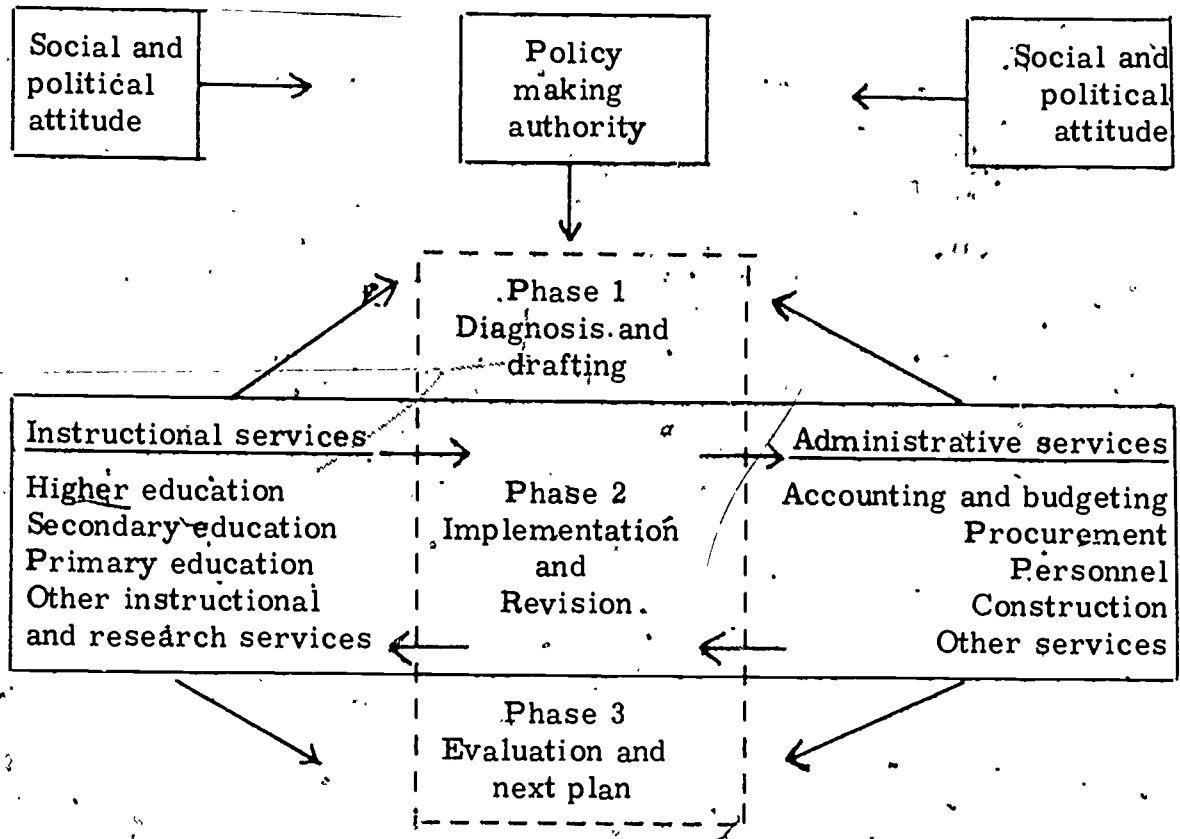 Social and
political
attitude
Policy
making
authority
Social and
political
attitude
Phase 1
Diagnosis and
drafting
Instructional services
Higher education
Secondary education
Primary education
Other instructional
and research services
Phase 2
Implementation
and
Revision.
Administrative services
Accounting and budgeting
Procurement
Personnel
Construction
Other services
Phase 3
Evaluation and
next plan